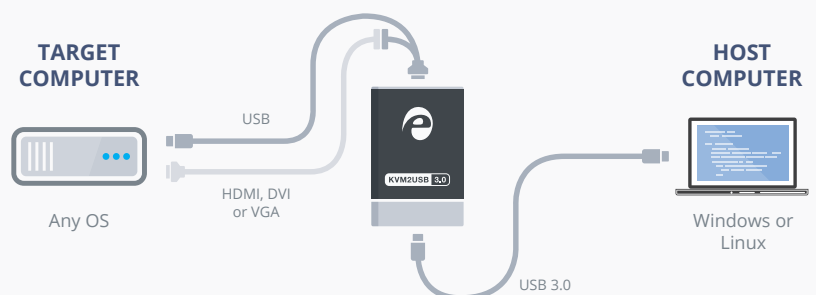 TARGET
COMPUTER
HOST
COMPUTER
USB
HDMI, DVI
or VGA
KVM2USB 3.0
Any OS
Windows or
Linux
USB 3.0